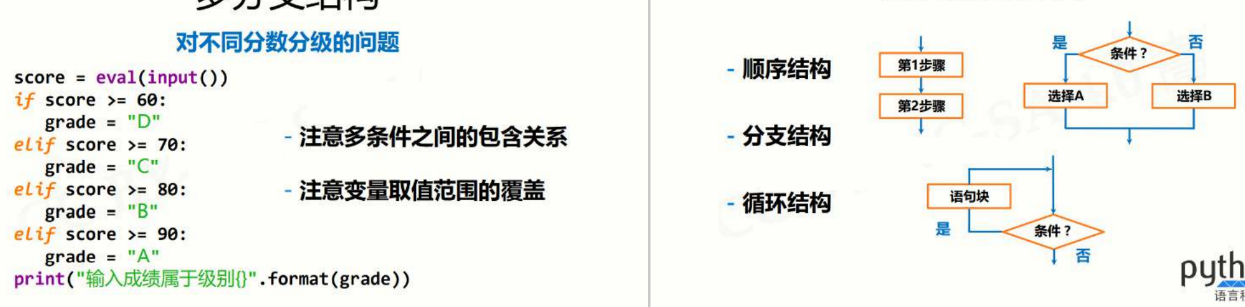 多分支结构
对不同分数分级的问题
score = eval(input())
if score >= 60:
grade = "D"
elif score >= 70:
grade = "C"
elif score >= 80:
grade = "B"
elif score >= 90:
grade = "A"
print("输入成绩属于级别{}".format(grade))
- 注意多条件之间的包含关系
- 注意变量取值范围的覆盖
- 顺序结构
- 分支结构
- 循环结构
第1步骤
第2步骤
是
条件？
否
选择A
选择B
语句块
是
条件？
否
pyth
语言